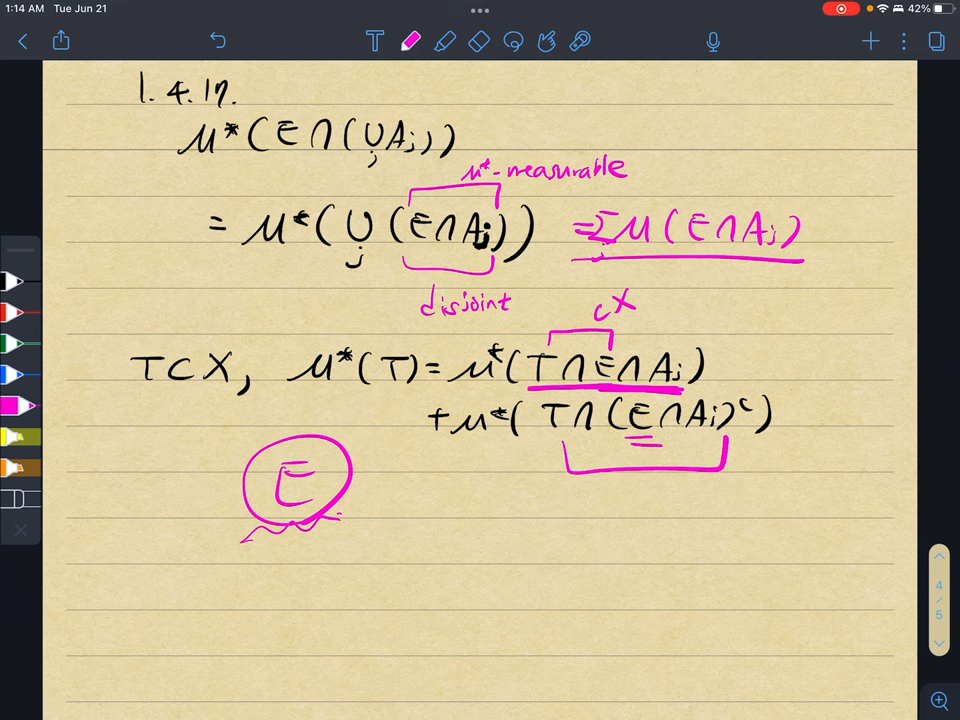 1:14 AM Tue Jun 21
42%
T
1.4.17.
μ*(E∩(∪Aj))
j
μ*-measurable
= μ*(∪(E∩Aj)) =Σμ(E∩Aj)
j j
disjoint
⊂X
T⊂X, μ*(T)=μ*(T∩E∩Aj)
+μ*(T∩(E∩Aj)ᶜ)
E
4
/
5